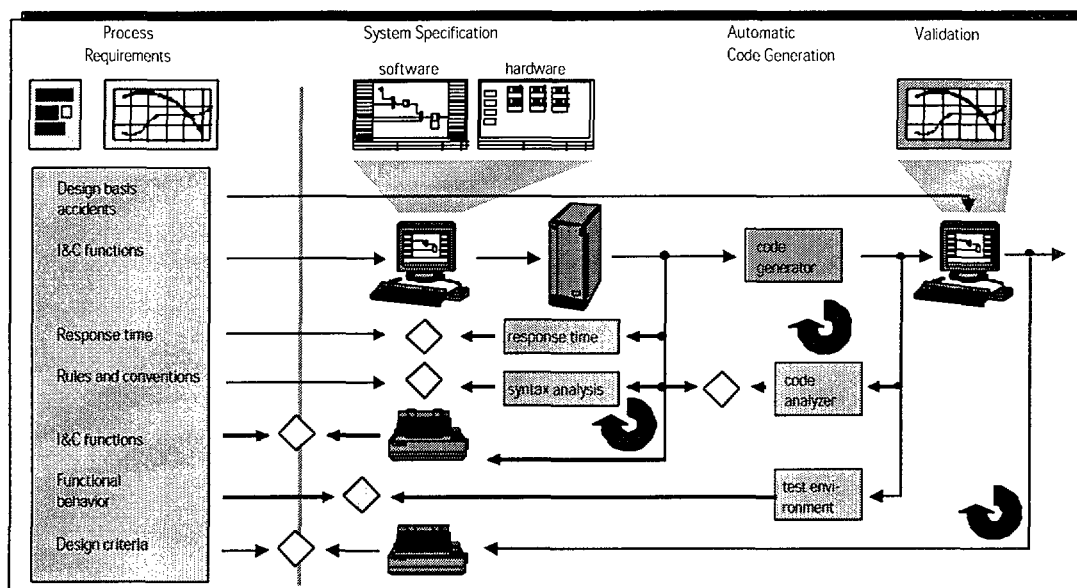 Process
Requirements
System Specification
Automatic
Code Generation
Validation
software
hardware
Design basis
accidents
I&C functions
code
generator
Response time
response time
Rules and conventions
syntax analysis
code
analyzer
I&C functions
Functional
behavior
test envi-
ronment
Design criteria